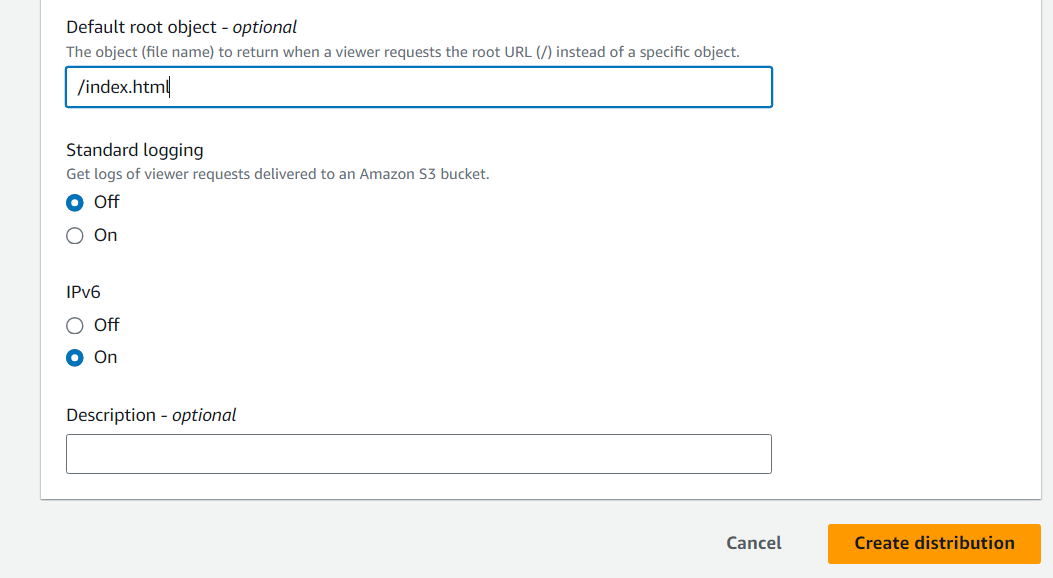 Default root object - optional
The object (file name) to return when a viewer requests the root URL (/) instead of a specific object.
/index.html
Standard logging
Get logs of viewer requests delivered to an Amazon S3 bucket.
Off
On
IPv6
Off
On
Description - optional
Cancel
Create distribution